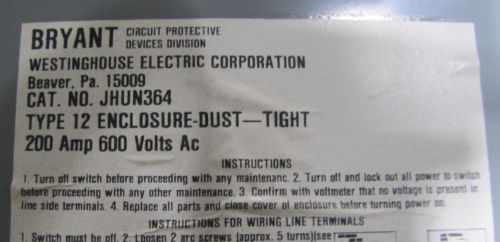 BRYANT CIRCUIT PROTECTIVE DEVICES DIVISION
WESTINGHOUSE ELECTRIC CORPORATION
Beaver, Pa. 15009
CAT. NO. JHUN364
TYPE 12 ENCLOSURE-DUST—TIGHT
200 Amp 600 Volts Ac
INSTRUCTIONS
1. Turn off switch before proceeding with any maintenanc. 2. Turn off and lock out all power to switch
before proceeding with any other maintenance. 3. Confirm with voltmeter that no voltage is present in
line side terminals. 4. Replace all parts and close cover of enclosure before turning power on.
INSTRUCTIONS FOR WIRING LINE TERMINALS
1. Switch must be off. 2. Loosen 2 arc screws (approx. 5 turns)(see